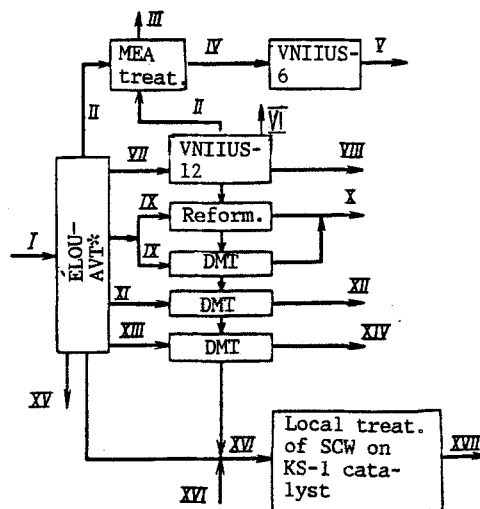 III
MEA treat.
IV
VNIIUS-6
V
II
II
VI
VII
VNIIUS-12
VIII
IX
Reform.
X
I
ÉLOU-AVT*
IX
DMT
XI
DMT
XII
XIII
DMT
XIV
XV
XVI
Local treat. of SCW on KS-1 cata-lyst
XVII
XVI